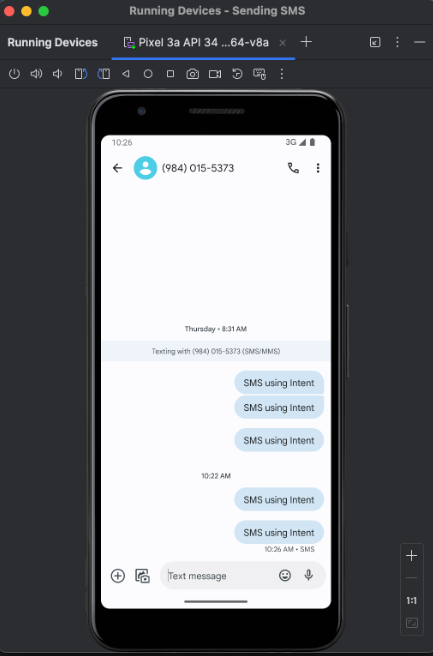 Running Devices - Sending SMS
Running Devices
Pixel 3a API 34 ...64-v8a
10:26
3G
(984) 015-5373
Thursday • 8:31 AM
Texting with (984) 015-5373 (SMS/MMS)
SMS using Intent
SMS using Intent
SMS using Intent
10:22 AM
SMS using Intent
SMS using Intent
10:26 AM • SMS
Text message
1:1